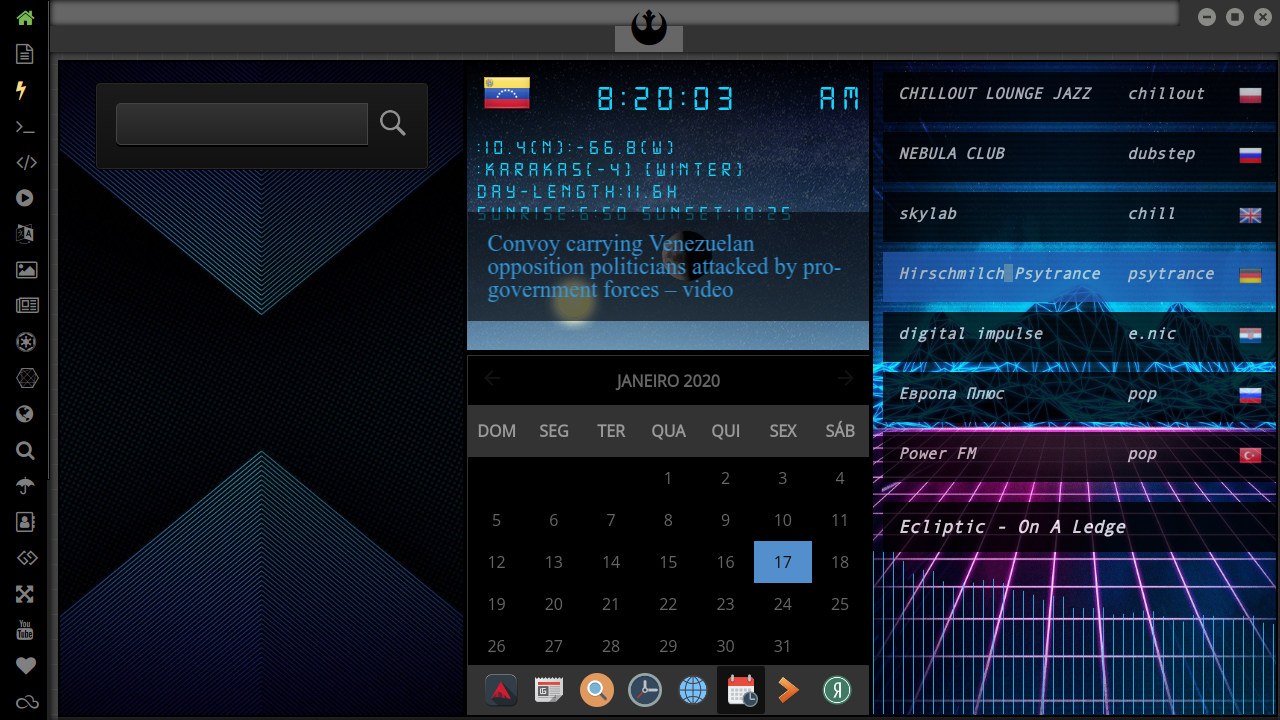 8:20:03 AM
:10.4(N):-66.8(W)
:KARAKAS(-4) (WINTER)
DAY-LENGTH:11.6H
SUNRISE:6:50 SUNSET:18:25
Convoy carrying Venezuelan
opposition politicians attacked by pro-
government forces – video
JANEIRO 2020
DOM SEG TER QUA QUI SEX SÁB
1 2 3 4
5 6 7 8 9 10 11
12 13 14 15 16 17 18
19 20 21 22 23 24 25
26 27 28 29 30 31
CHILLOUT LOUNGE JAZZ chillout
NEBULA CLUB dubstep
skylab chill
Hirschmilch Psytrance psytrance
digital impulse e.nic
Европа Плюс pop
Power FM pop
Ecliptic - On A Ledge
You
Tube
Я